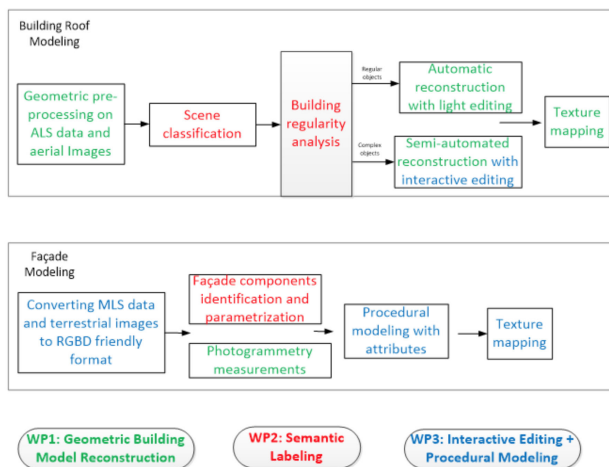 Building Roof
Modeling
Geometric pre-
processing on
ALS data and
aerial Images
Scene
classification
Building
regularity
analysis
Regular
objects
Complex
objects
Automatic
reconstruction
with light editing
Semi-automated
reconstruction with
interactive editing
Texture
mapping
Façade
Modeling
Converting MLS data
and terrestrial images
to RGBD friendly
format
Façade components
identification and
parametrization
Photogrammetry
measurements
Procedural
modeling with
attributes
Texture
mapping
WP1: Geometric Building
Model Reconstruction
WP2: Semantic
Labeling
WP3: Interactive Editing +
Procedural Modeling